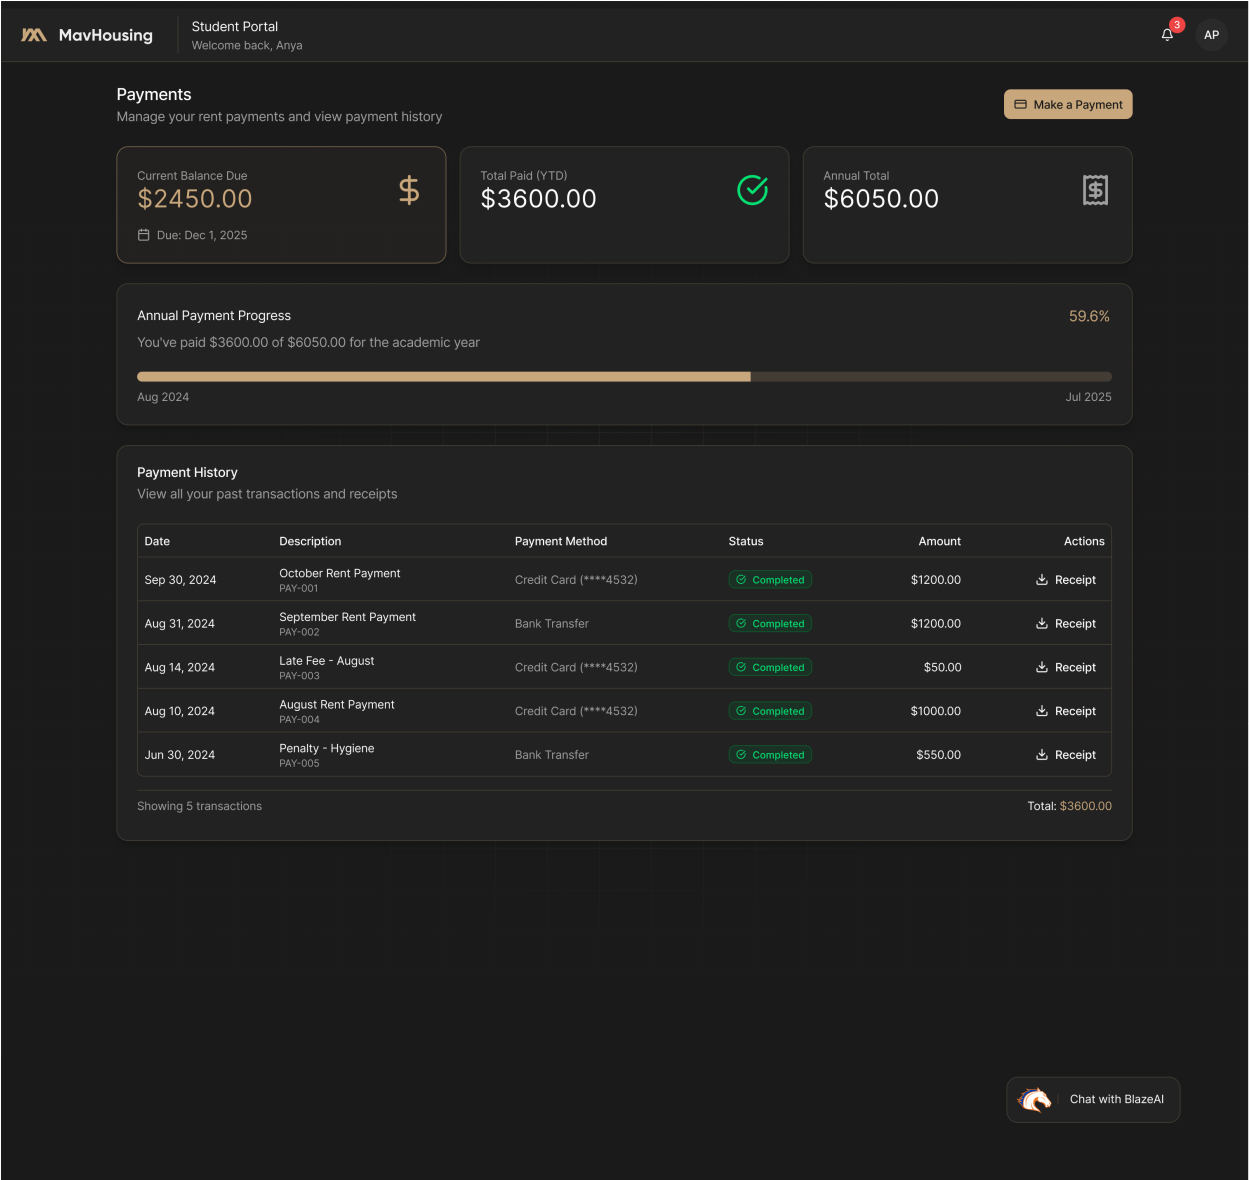 MavHousing
Student Portal
Welcome back, Anya
3
AP
Payments
Manage your rent payments and view payment history
Make a Payment
Current Balance Due
$2450.00
Due: Dec 1, 2025
Total Paid (YTD)
$3600.00
Annual Total
$6050.00
Annual Payment Progress
59.6%
You've paid $3600.00 of $6050.00 for the academic year
Aug 2024
Jul 2025
Payment History
View all your past transactions and receipts
Date Description Payment Method Status Amount Actions
Sep 30, 2024 October Rent Payment Credit Card (****4532) Completed $1200.00 Receipt
PAY-001
Aug 31, 2024 September Rent Payment Bank Transfer Completed $1200.00 Receipt
PAY-002
Aug 14, 2024 Late Fee - August Credit Card (****4532) Completed $50.00 Receipt
PAY-003
Aug 10, 2024 August Rent Payment Credit Card (****4532) Completed $1000.00 Receipt
PAY-004
Jun 30, 2024 Penalty - Hygiene Bank Transfer Completed $550.00 Receipt
PAY-005
Showing 5 transactions
Total: $3600.00
Chat with BlazeAI